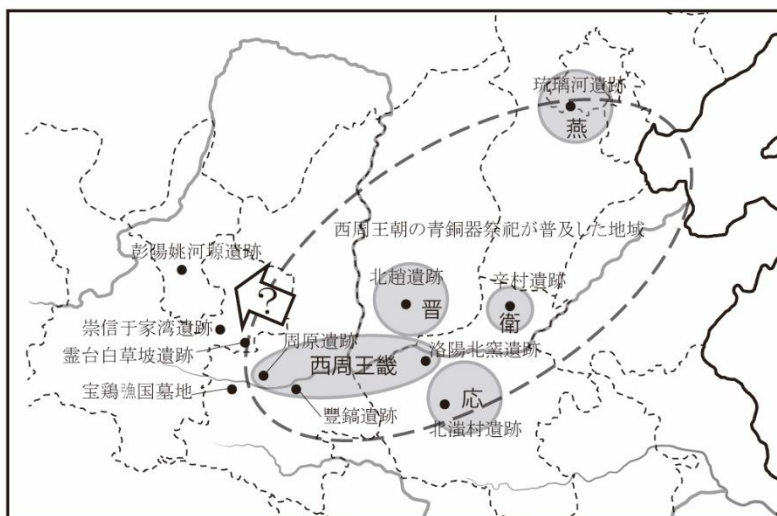 琉璃河遺跡
燕
西周王朝の青銅器祭祀が普及した地域
彭陽姚河塬遺跡
北趙遺跡
晋
辛村遺跡
衛
?
崇信于家湾遺跡
霊台白草坡遺跡
周原遺跡
西周王畿
洛陽北窯遺跡
宝鶏𢐗国墓地
豐鎬遺跡
応
北滍村遺跡